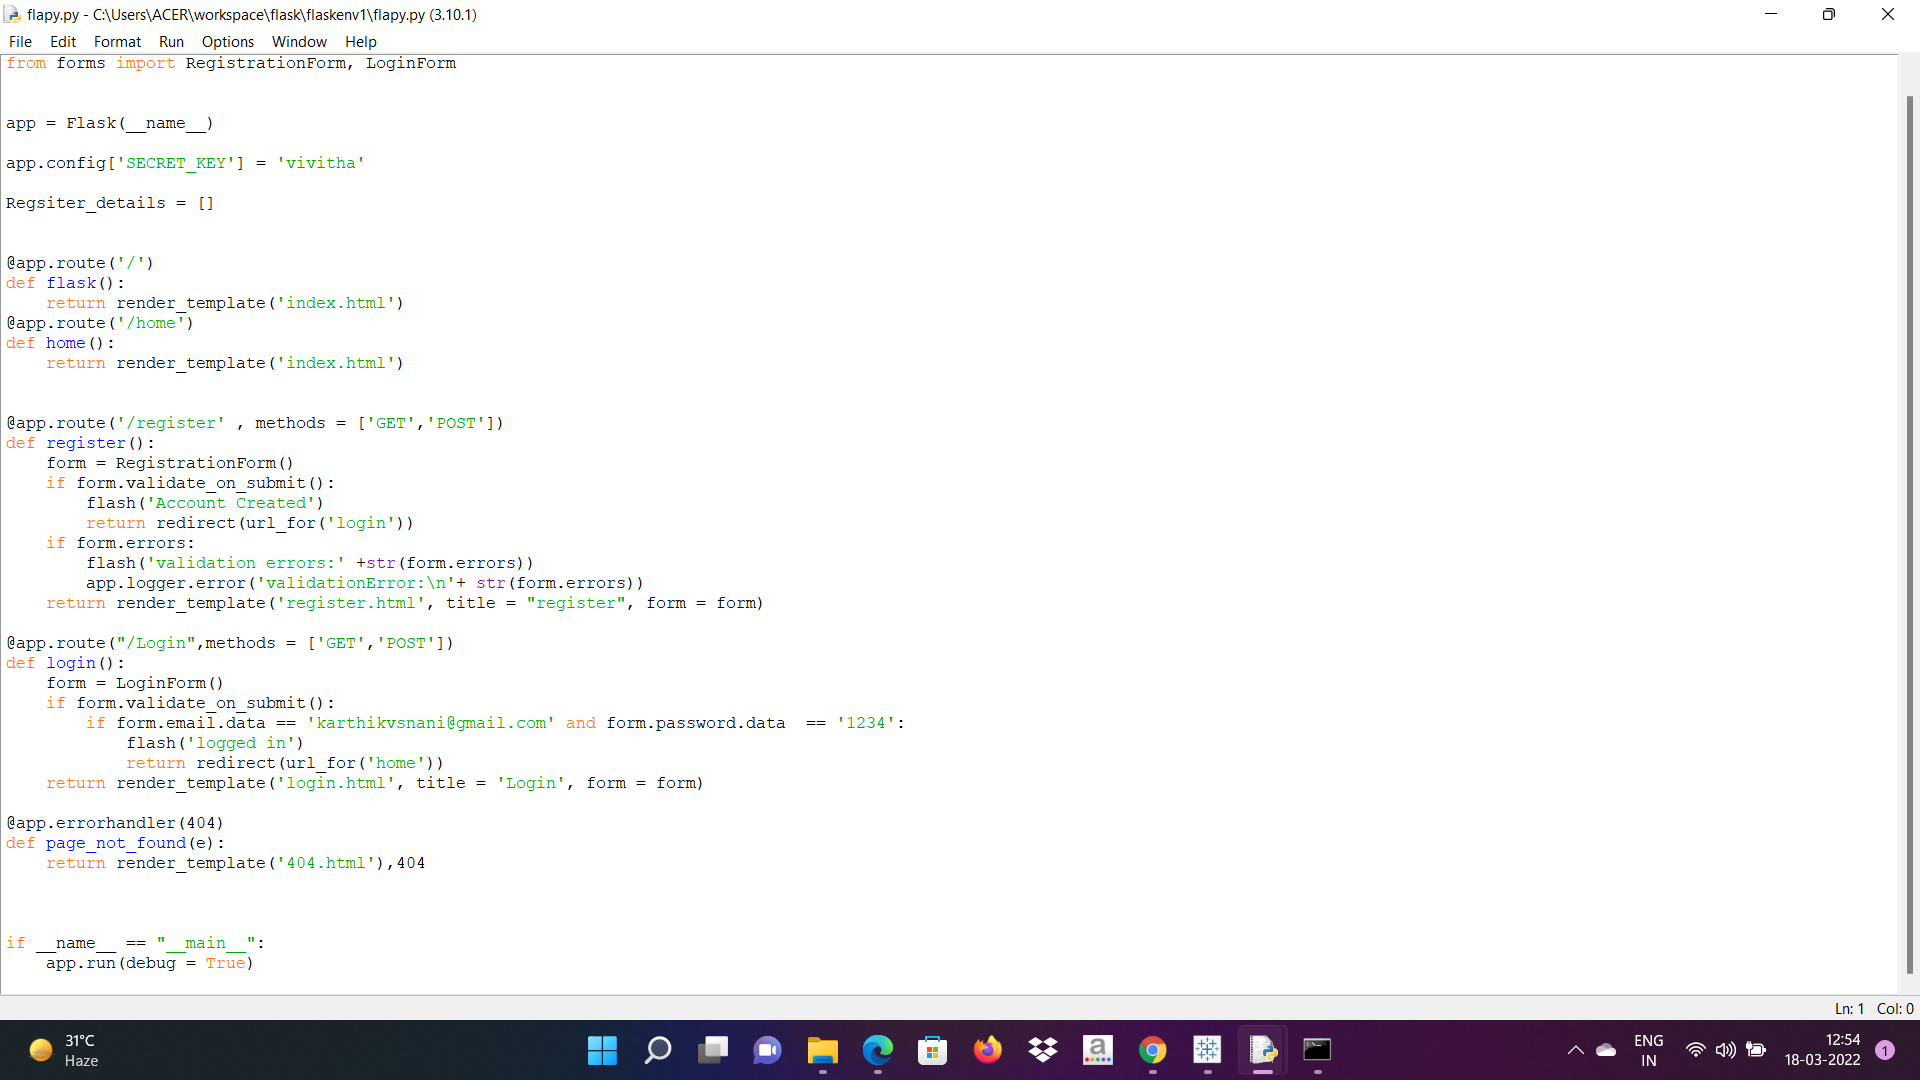 flapy.py - C:\Users\ACER\workspace\flask\flaskenv1\flapy.py (3.10.1)
File Edit Format Run Options Window Help
from forms import RegistrationForm, LoginForm
app = Flask(__name__)
app.config['SECRET_KEY'] = 'vivitha'
Regsiter_details = []
@app.route('/')
def flask():
    return render_template('index.html')
@app.route('/home')
def home():
    return render_template('index.html')
@app.route('/register' , methods = ['GET','POST'])
def register():
    form = RegistrationForm()
    if form.validate_on_submit():
        flash('Account Created')
        return redirect(url_for('login'))
    if form.errors:
        flash('validation errors:' +str(form.errors))
        app.logger.error('validationError:\n'+ str(form.errors))
    return render_template('register.html', title = "register", form = form)
@app.route("/Login",methods = ['GET','POST'])
def login():
    form = LoginForm()
    if form.validate_on_submit():
        if form.email.data == 'karthikvsnani@gmail.com' and form.password.data  == '1234':
            flash('logged in')
            return redirect(url_for('home'))
    return render_template('login.html', title = 'Login', form = form)
@app.errorhandler(404)
def page_not_found(e):
    return render_template('404.html'),404
if __name__ == "__main__":
    app.run(debug = True)
Ln: 1 Col: 0
31°C
Haze
a
ENG
IN
12:54
18-03-2022
1